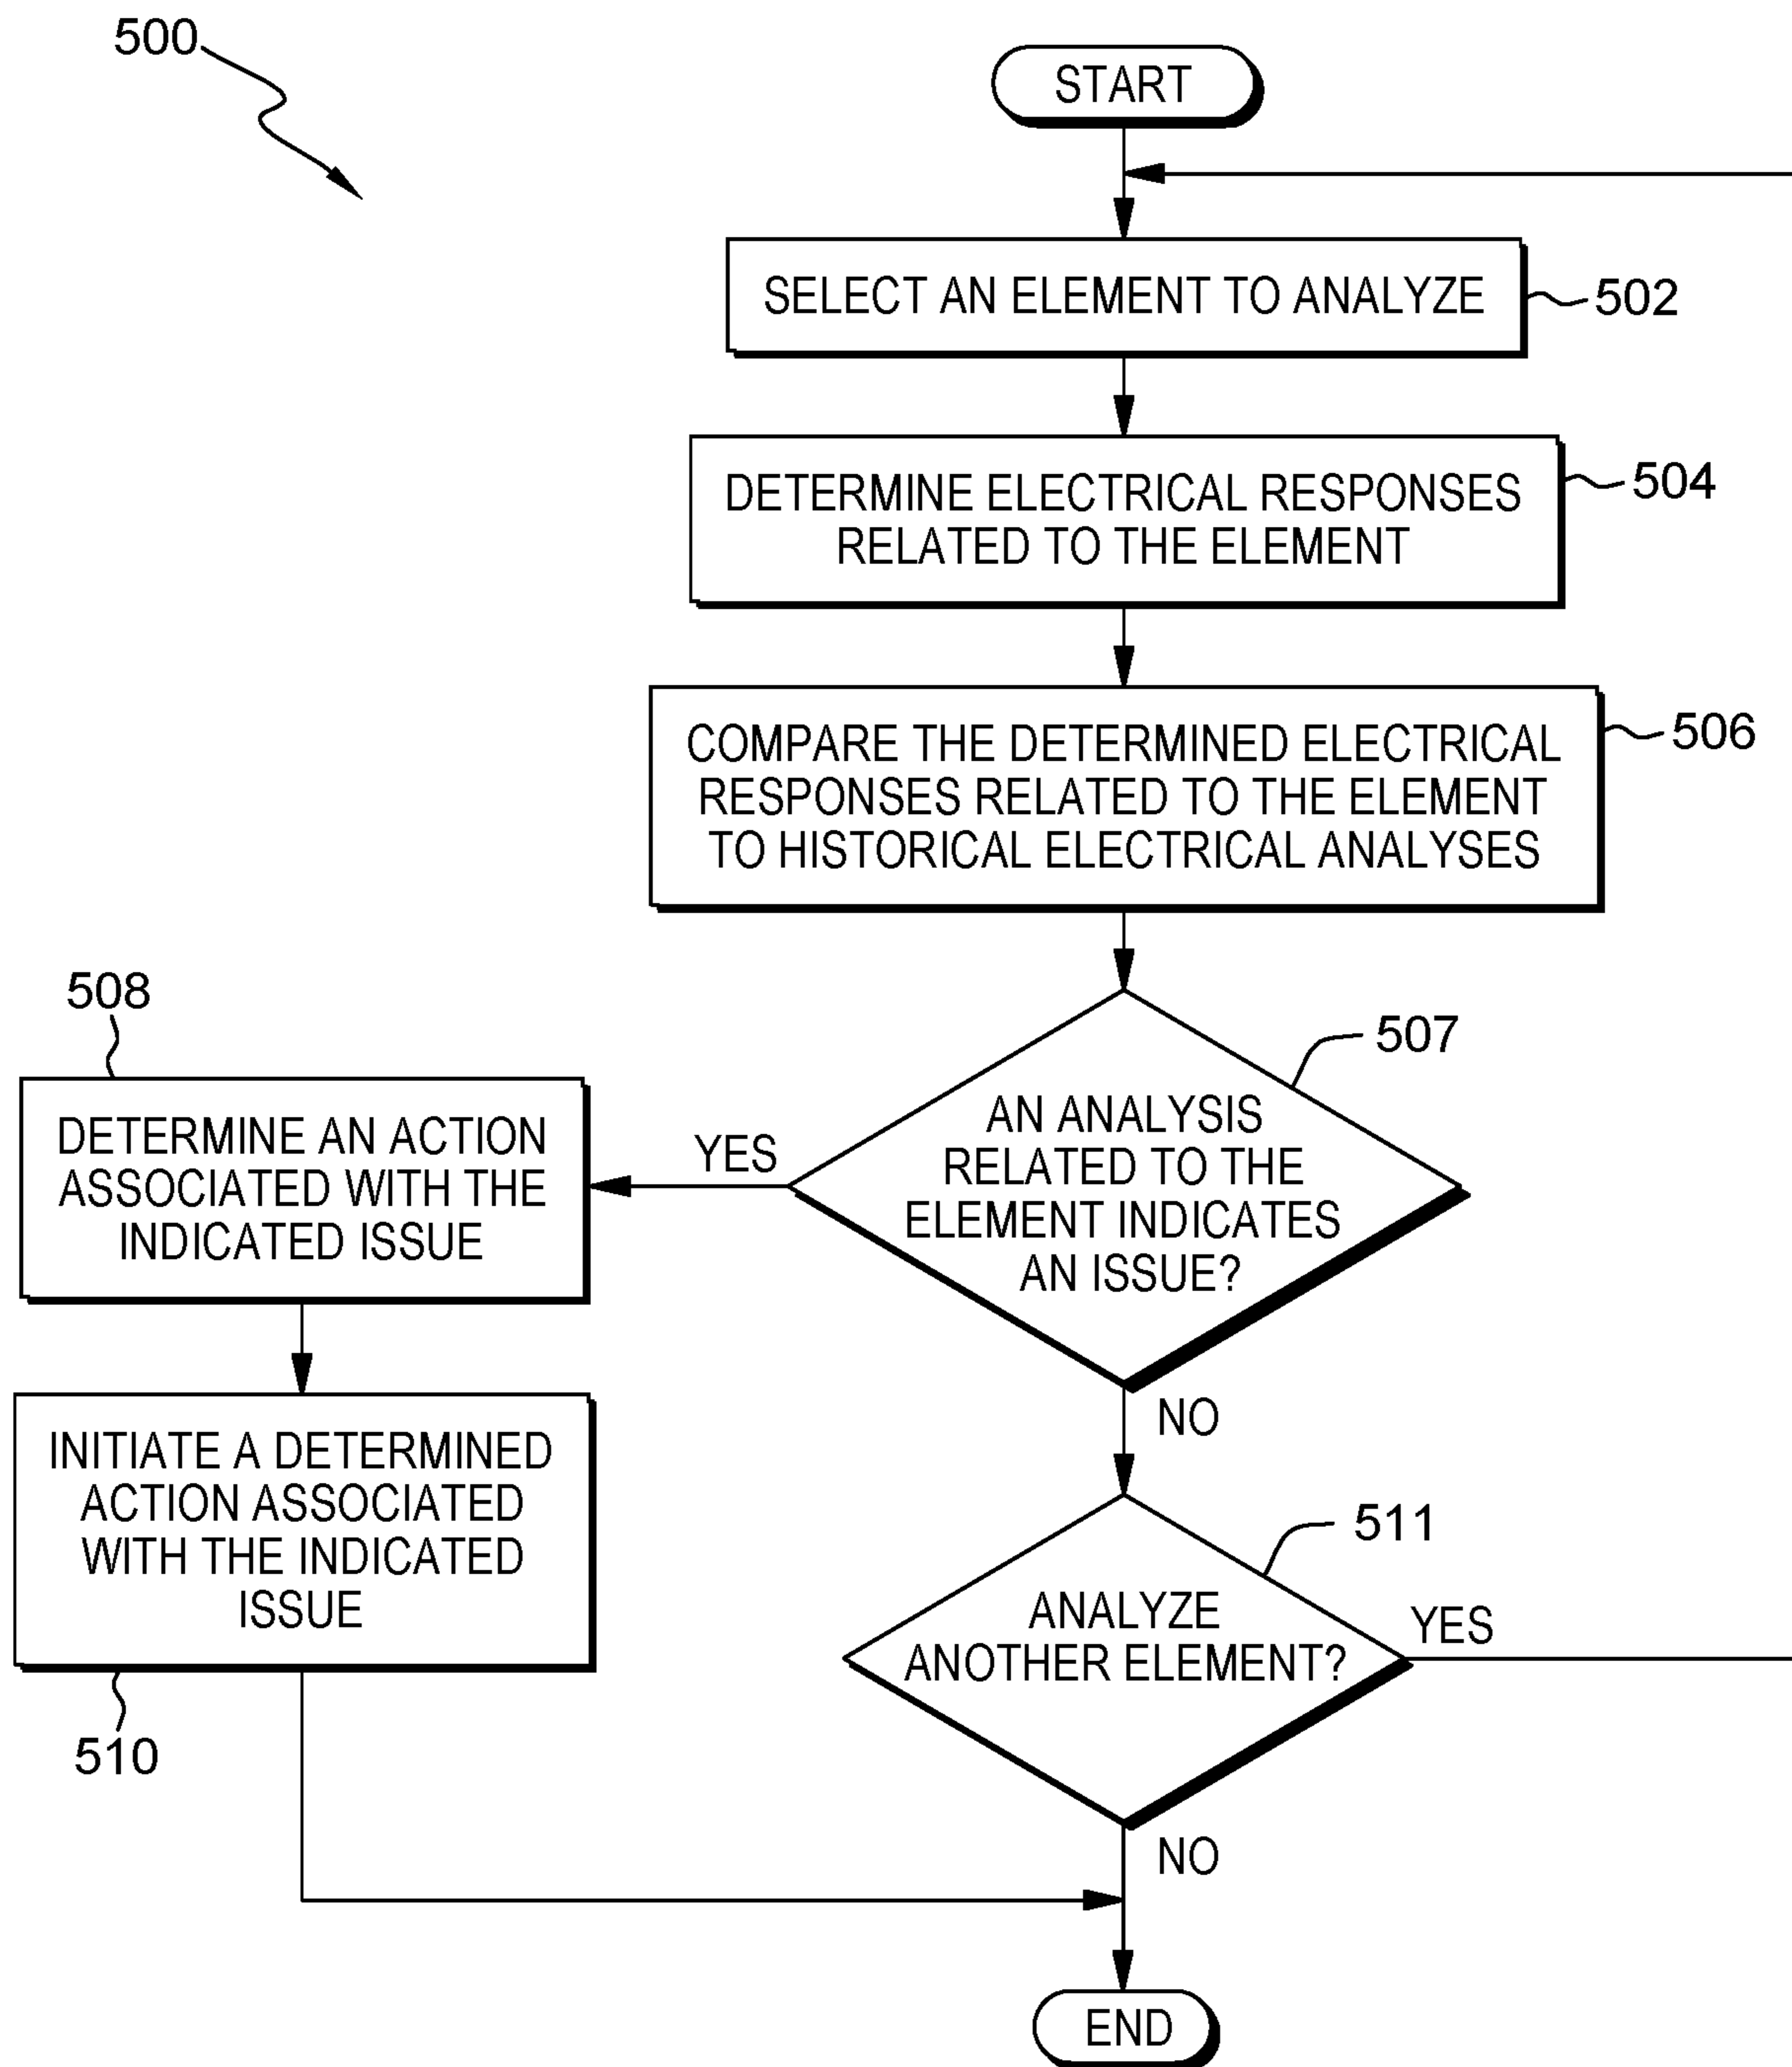 500
START
SELECT AN ELEMENT TO ANALYZE
502
DETERMINE ELECTRICAL RESPONSES
RELATED TO THE ELEMENT
504
COMPARE THE DETERMINED ELECTRICAL
RESPONSES RELATED TO THE ELEMENT
TO HISTORICAL ELECTRICAL ANALYSES
506
507
AN ANALYSIS
RELATED TO THE
ELEMENT INDICATES
AN ISSUE?
YES
508
DETERMINE AN ACTION
ASSOCIATED WITH THE
INDICATED ISSUE
INITIATE A DETERMINED
ACTION ASSOCIATED
WITH THE INDICATED
ISSUE
510
NO
511
ANALYZE
ANOTHER ELEMENT?
YES
NO
END